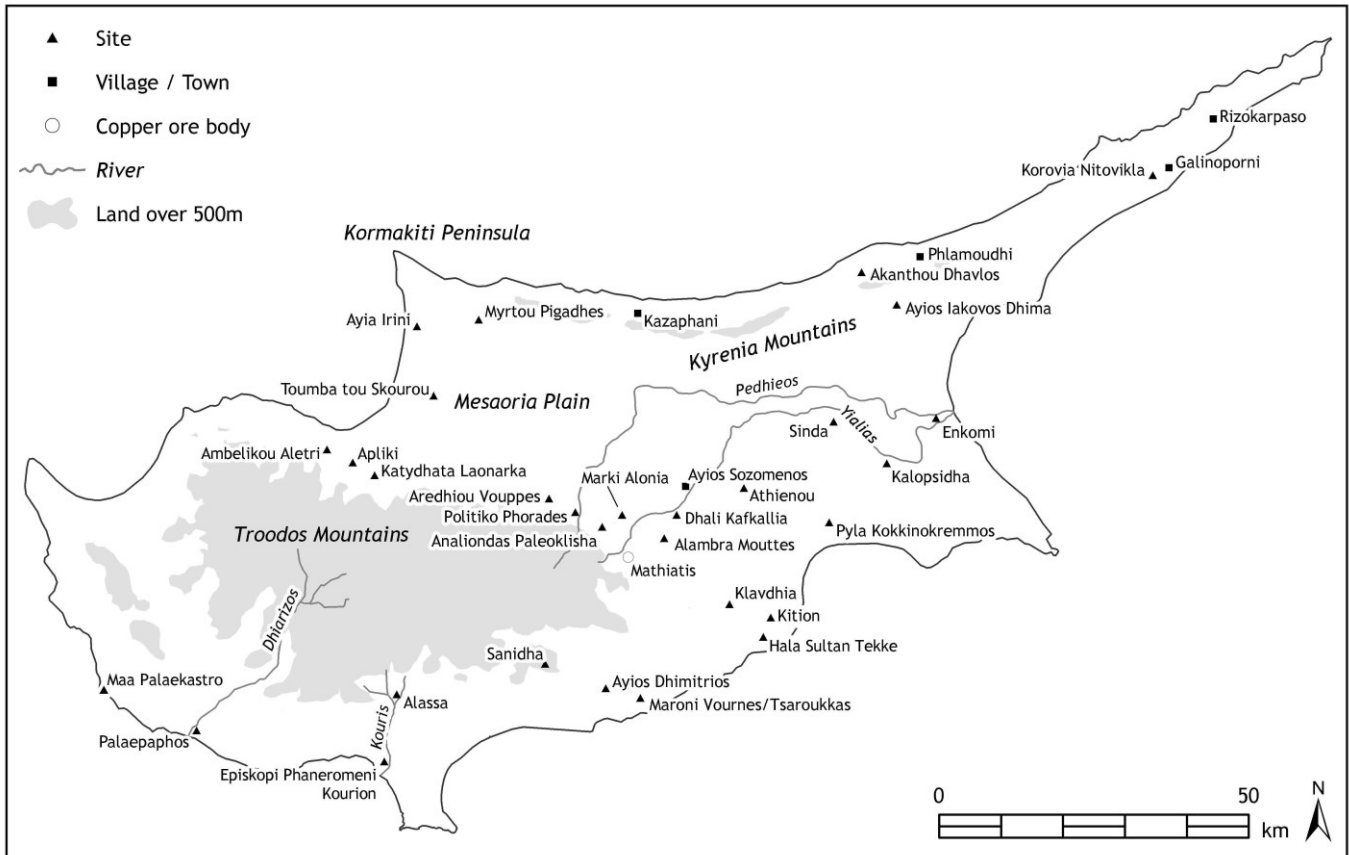 Site
Village / Town
Copper ore body
River
Land over 500m
Rizokarpaso
Galinoporni
Korovia Nitovikla
Kormakiti Peninsula
Phlamoudhi
Akanthou Dhavlos
Ayios Iakovos Dhima
Myrtou Pigadhes
Ayia Irini
Kazaphani
Kyrenia Mountains
Pedhieos
Toumba tou Skourou
Mesaoria Plain
Yialias
Sinda
Enkomi
Ambelikou Aletri
Apliki
Katydhata Laonarka
Marki Alonia
Ayios Sozomenos
Kalopsidha
Athienou
Aredhiou Vouppes
Politiko Phorades
Dhali Kafkallia
Pyla Kokkinokremmos
Troodos Mountains
Analiondas Paleoklisha
Alambra Mouttes
Mathiatis
Klavdhia
Kition
Dhiarizos
Hala Sultan Tekke
Sanidha
Maa Palaekastro
Ayios Dhimitrios
Alassa
Maroni Vournes/Tsaroukkas
Kouris
Palaepaphos
Episkopi Phaneromeni
Kourion
0
50
km
N